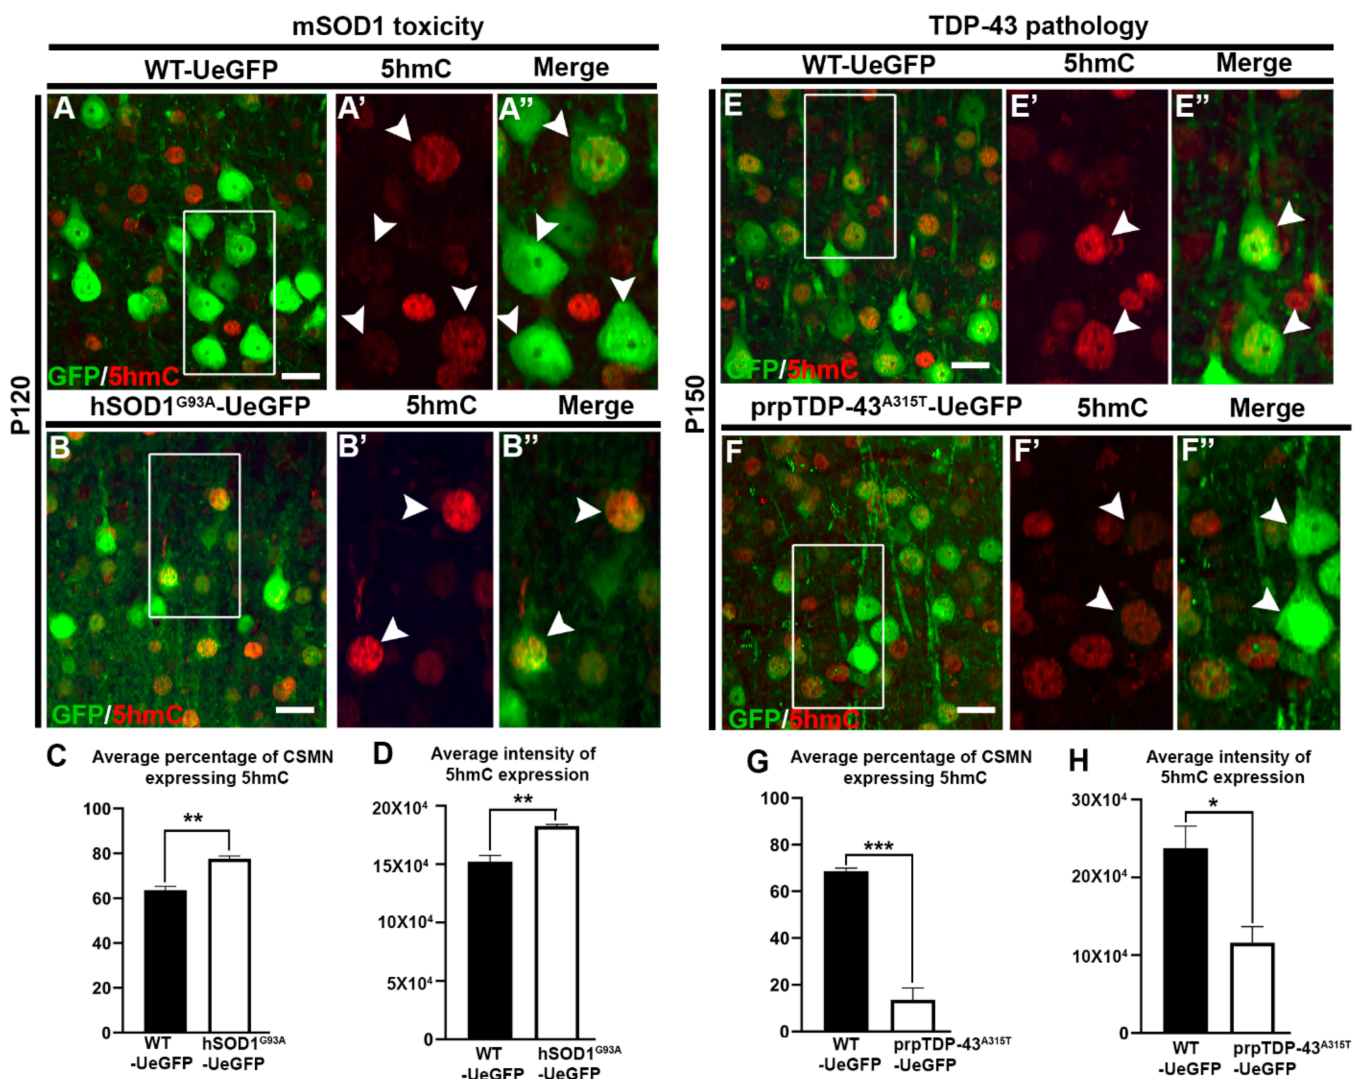 mSOD1 toxicity
WT-UeGFP 5hmC Merge
P120
A A' A"
GFP/5hmC
hSOD1G93A-UeGFP 5hmC Merge
B B' B"
GFP/5hmC
C Average percentage of CSMN
expressing 5hmC
100
80
60
40
20
0
**
WT
-UeGFP
hSOD1G93A
-UeGFP
D Average intensity of
5hmC expression
20X10⁴
15X10⁴
10X10⁴
5X10⁴
0
**
WT
-UeGFP
hSOD1G93A
-UeGFP
TDP-43 pathology
WT-UeGFP 5hmC Merge
P150
E E' E"
GFP/5hmC
prpTDP-43A315T-UeGFP 5hmC Merge
F F' F"
GFP/5hmC
G Average percentage of CSMN
expressing 5hmC
100
80
60
40
20
0
***
WT
-UeGFP
prpTDP-43A315T
-UeGFP
H Average intensity of
5hmC expression
30X10⁴
20X10⁴
10X10⁴
0
*
WT
-UeGFP
prpTDP-43A315T
-UeGFP